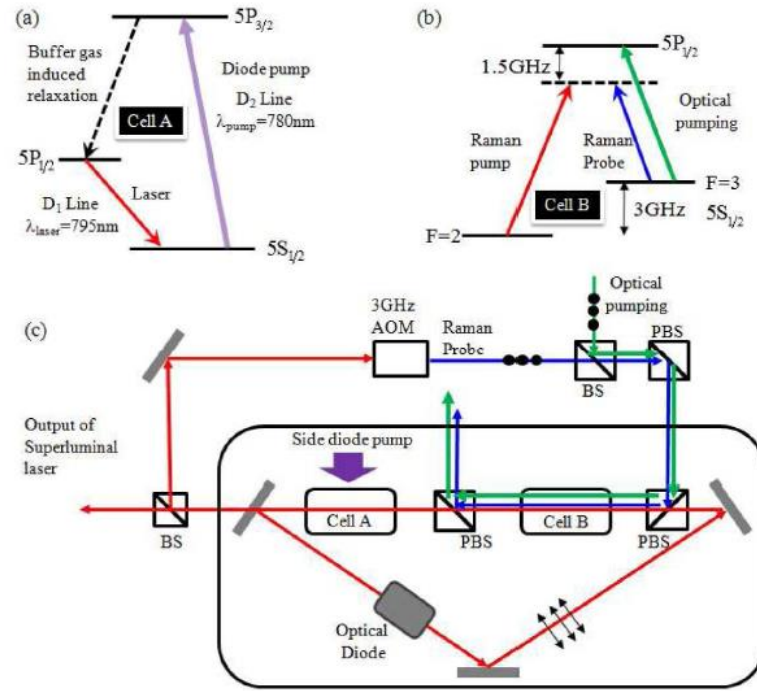 (a)
5P3/2
Buffer gas
induced
relaxation
Diode pump
D2 Line
λpump=780nm
Cell A
5P1/2
Laser
D1 Line
λlaser=795nm
5S1/2
(b)
5P1/2
1.5GHz
Optical
pumping
Raman
pump
Raman
Probe
F=3
Cell B
3GHz
5S1/2
F=2
(c)
3GHz
AOM
Raman
Probe
Optical
pumping
PBS
BS
Output of
Superluminal
laser
Side diode pump
Cell A
Cell B
BS
PBS
PBS
Optical
Diode